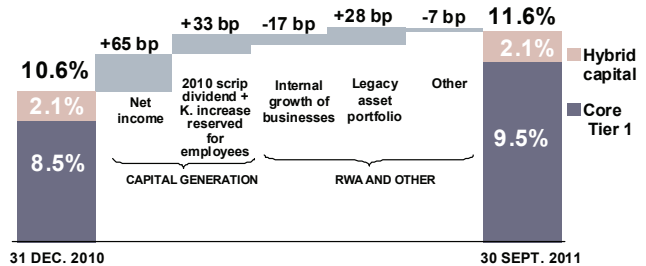 +65 bp
+33 bp
-17 bp
+28 bp
-7 bp
11.6%
10.6%
2.1%
8.5%
Net
income
2010 scrip
dividend +
K. increase
reserved
for
employees
Internal
growth of
businesses
Legacy
asset
portfolio
Other
2.1%
9.5%
Hybrid
capital
Core
Tier 1
CAPITAL GENERATION
RWA AND OTHER
31 DEC. 2010
30 SEPT. 2011